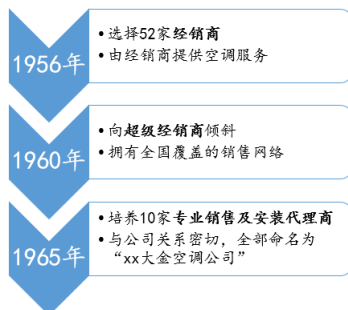 1956年
•选择52家经销商
•由经销商提供空调服务
1960年
•向超级经销商倾斜
•拥有全国覆盖的销售网络
1965年
•培养10家专业销售及安装代理商
•与公司关系密切，全部命名为
“xx大金空调公司”